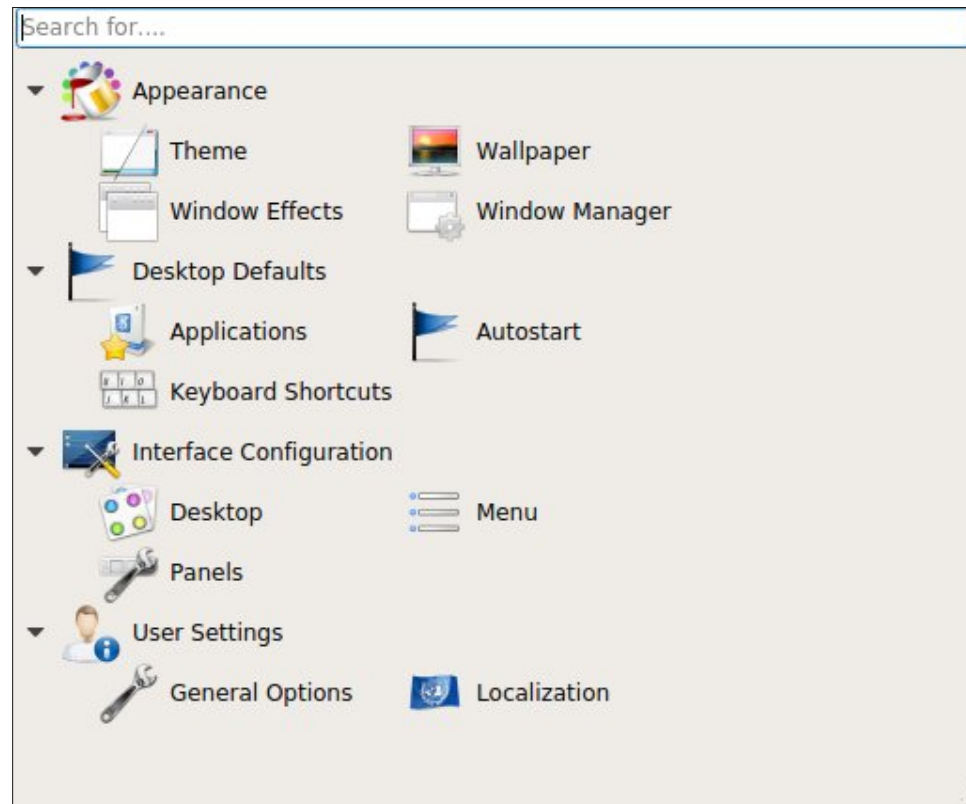 Search for....
Appearance
Theme Wallpaper
Window Effects Window Manager
Desktop Defaults
Applications Autostart
Keyboard Shortcuts
Interface Configuration
Desktop Menu
Panels
User Settings
General Options Localization